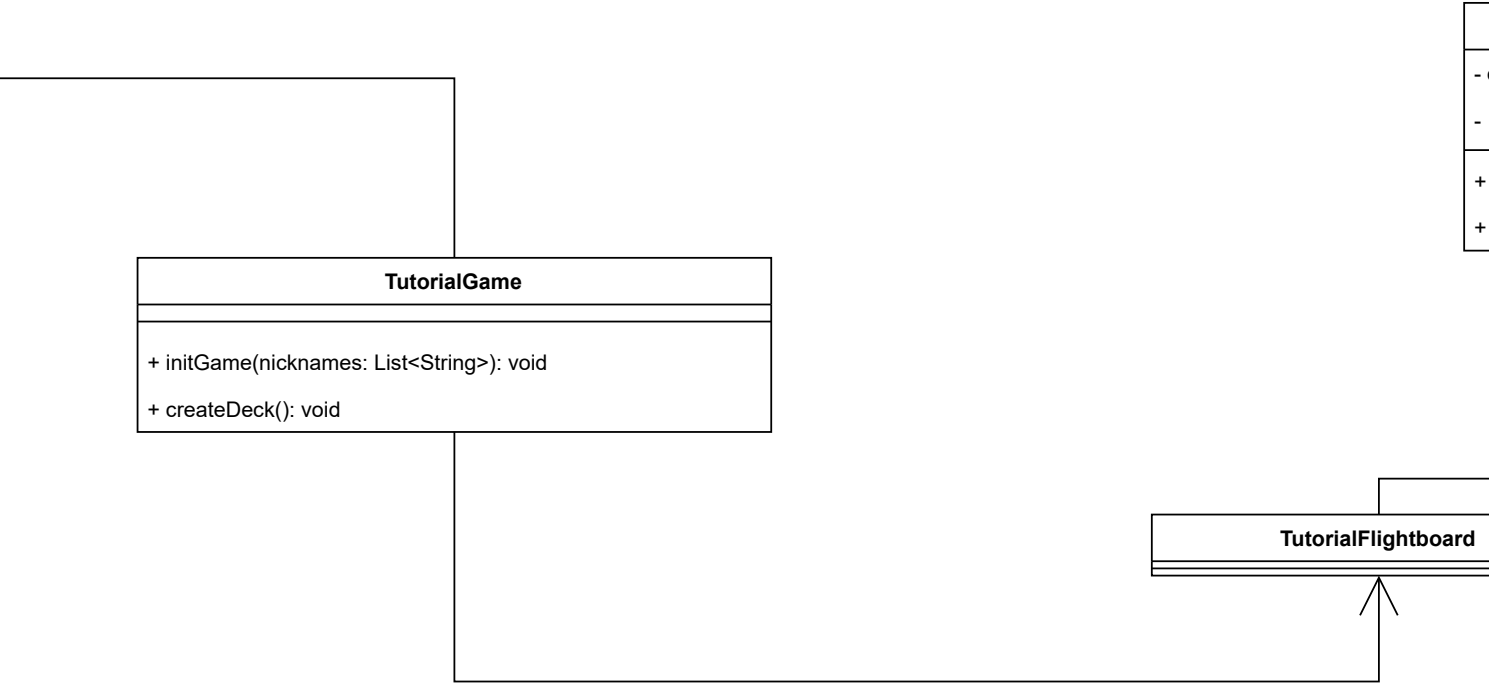 TutorialGame
+ initGame(nicknames: List<String>): void
+ createDeck(): void
TutorialFlightboard
-
-
+
+